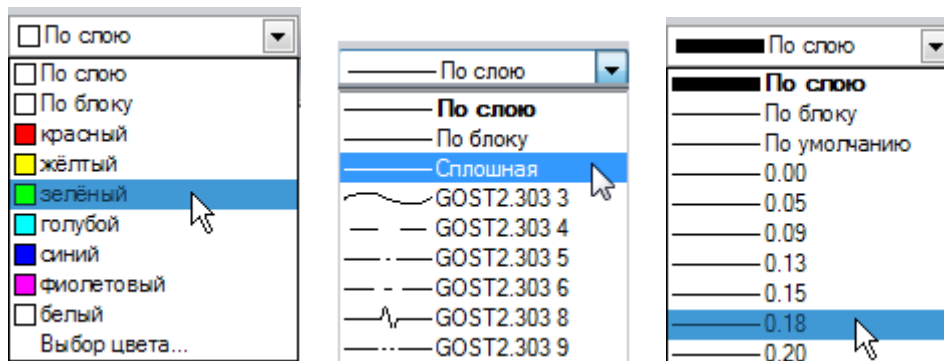 По слою
По слою
По блоку
красный
жёлтый
зелёный
голубой
синий
фиолетовый
белый
Выбор цвета...
По слою
По слою
По блоку
Сплошная
GOST2.303 3
GOST2.303 4
GOST2.303 5
GOST2.303 6
GOST2.303 8
GOST2.303 9
По слою
По слою
По блоку
По умолчанию
0.00
0.05
0.09
0.13
0.15
0.18
0.20